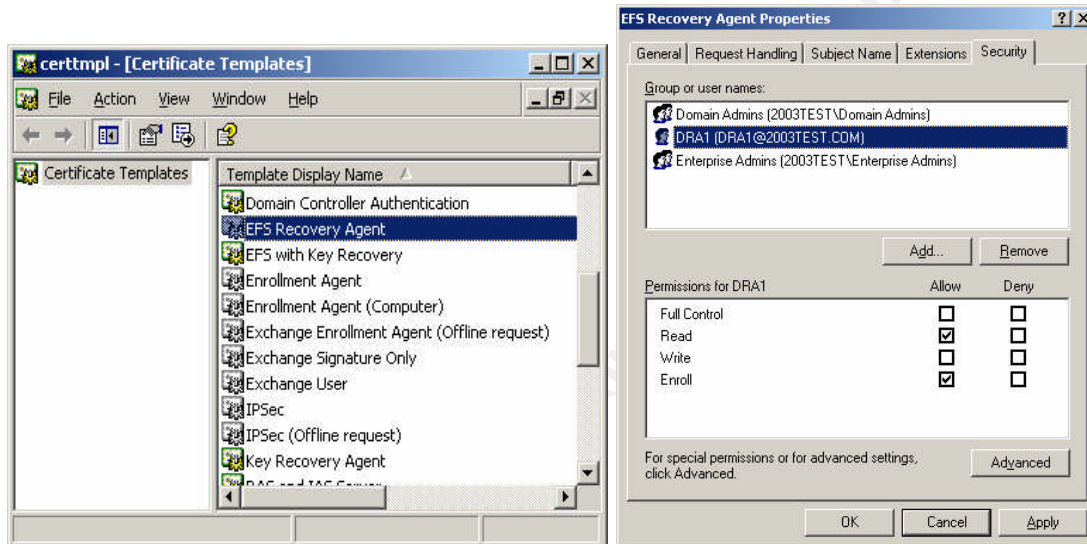 certtmpl - [Certificate Templates]
File Action View Window Help
Certificate Templates
Template Display Name
Domain Controller Authentication
EFS Recovery Agent
EFS with Key Recovery
Enrollment Agent
Enrollment Agent (Computer)
Exchange Enrollment Agent (Offline request)
Exchange Signature Only
Exchange User
IPSec
IPSec (Offline request)
Key Recovery Agent
RAS and IAS Server
EFS Recovery Agent Properties
General Request Handling Subject Name Extensions Security
Group or user names:
Domain Admins (2003TEST\Domain Admins)
DRA1 (DRA1@2003TEST.COM)
Enterprise Admins (2003TEST\Enterprise Admins)
Add... Remove
Permissions for DRA1 Allow Deny
Full Control
Read
Write
Enroll
For special permissions or for advanced settings,
click Advanced.
Advanced
OK Cancel Apply